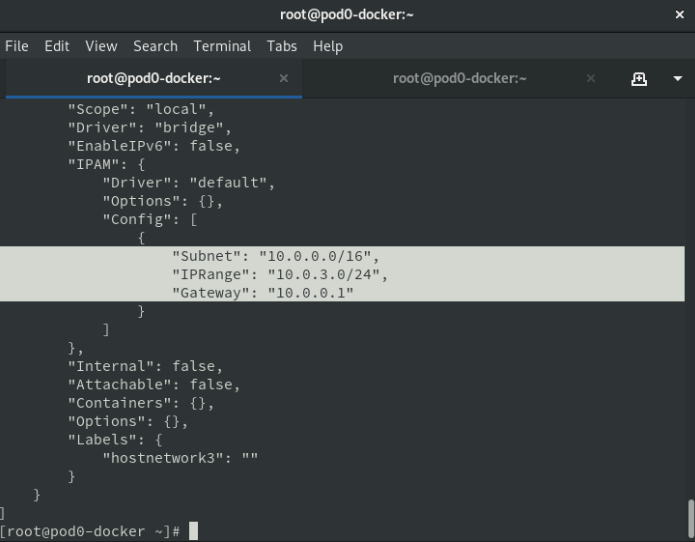 root@pod0-docker:~
×
File Edit View Search Terminal Tabs Help
root@pod0-docker:~ × root@pod0-docker:~ ×
        "Scope": "local",
        "Driver": "bridge",
        "EnableIPv6": false,
        "IPAM": {
            "Driver": "default",
            "Options": {},
            "Config": [
                {
                    "Subnet": "10.0.0.0/16",
                    "IPRange": "10.0.3.0/24",
                    "Gateway": "10.0.0.1"
                }
            ]
        },
        "Internal": false,
        "Attachable": false,
        "Containers": {},
        "Options": {},
        "Labels": {
            "hostnetwork3": ""
        }
    }
]
[root@pod0-docker ~]#